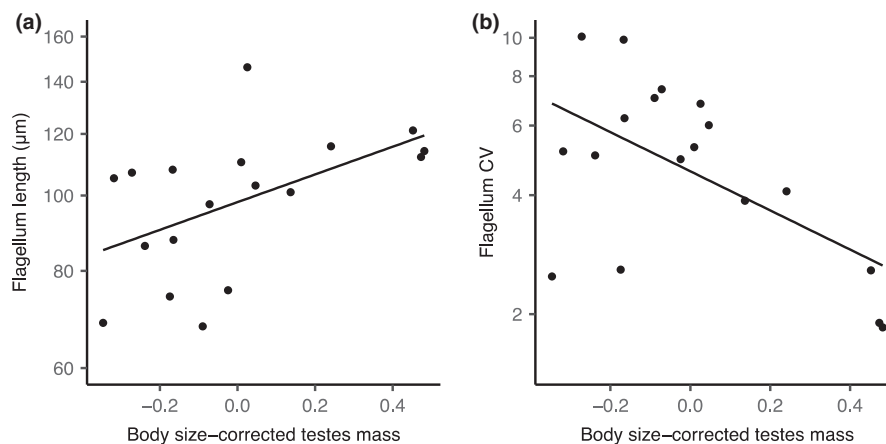 (a)
160
140
120
100
80
60
Flagellum length (µm)
−0.2 0.0 0.2 0.4
Body size–corrected testes mass
(b)
10
8
6
4
2
Flagellum CV
−0.2 0.0 0.2 0.4
Body size–corrected testes mass